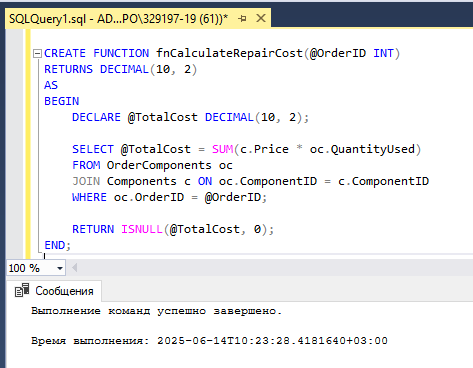 SQLQuery1.sql - AD...PO\329197-19 (61))*
CREATE FUNCTION fnCalculateRepairCost(@OrderID INT)
RETURNS DECIMAL(10, 2)
AS
BEGIN
DECLARE @TotalCost DECIMAL(10, 2);
SELECT @TotalCost = SUM(c.Price * oc.QuantityUsed)
FROM OrderComponents oc
JOIN Components c ON oc.ComponentID = c.ComponentID
WHERE oc.OrderID = @OrderID;
RETURN ISNULL(@TotalCost, 0);
END;
100 %
Сообщения
Выполнение команд успешно завершено.
Время выполнения: 2025-06-14T10:23:28.4181640+03:00